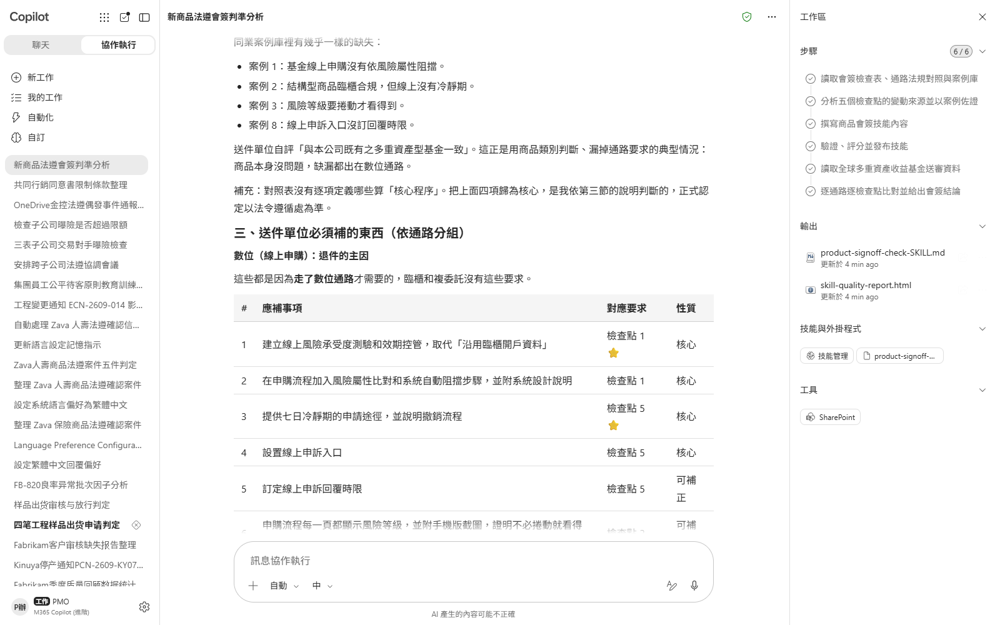 Copilot
聊天
協作執行
新工作
我的工作
自動化
自訂
新商品法遵會簽判準分析
共同行銷同意書限制條款整理
OneDrive金控法遵偶發事件通報...
檢查子公司曝險是否超過限額
三表子公司交易對手曝險檢查
安排跨子公司法遵協調會議
集團員工公平待客原則教育訓練...
工程變更通知 ECN-2609-014 影...
自動處理 Zava 人壽法遵確認信...
更新語言設定記憶指示
Zava人壽商品法遵案件五件判定
整理 Zava 人壽商品法遵確認案件
設定系統語言偏好為繁體中文
整理 Zava 保險商品法遵確認案件
Language Preference Configura...
設定繁體中文回覆偏好
FB-820良率异常批次因子分析
样品出货审核与放行判定
四笔工程样品出货申请判定
Fabrikam客户审核缺失报告整理
Kinuya停产通知PCN-2609-KY07...
Fabrikam季度质量回顾数据统计
P辦
工作 PMO
M365 Copilot (進階)
新商品法遵會簽判準分析
同業案例庫裡有幾乎一樣的缺失：
案例 1：基金線上申購沒有依風險屬性阻擋。
案例 2：結構型商品臨櫃合規，但線上沒有冷靜期。
案例 3：風險等級要捲動才看得到。
案例 8：線上申訴入口沒訂回覆時限。
送件單位自評「與本公司既有之多重資產型基金一致」。這正是用商品類別判斷、漏掉通路要求的典型情況：
商品本身沒問題，缺漏都出在數位通路。
補充：對照表沒有逐項定義哪些算「核心程序」。把上面四項歸為核心，是我依第三節的說明判斷的，正式認
定以法令遵循處為準。
三、送件單位必須補的東西（依通路分組）
數位（線上申購）：退件的主因
這些都是因為走了數位通路才需要的，臨櫃和複委託沒有這些要求。
# 應補事項 對應要求 性質
1 建立線上風險承受度測驗和效期控管，取代「沿用臨櫃開戶資料」 檢查點 1 ⭐ 核心
2 在申購流程加入風險屬性比對和系統自動阻擋步驟，並附系統設計說明 檢查點 1 核心
3 提供七日冷靜期的申請途徑，並說明撤銷流程 檢查點 5 ⭐ 核心
4 設置線上申訴入口 檢查點 5 核心
5 訂定線上申訴回覆時限 檢查點 5 可補正
6 申購流程每一頁都顯示風險等級，並附手機版截圖，證明不必捲動就看得 檢查點 3 可補
訊息協作執行
自動
中
AI 產生的內容可能不正確
工作區
步驟
6 / 6
讀取會簽檢查表、通路法規對照與案例庫
分析五個檢查點的變動來源並以案例佐證
撰寫商品會簽技能內容
驗證、評分並發布技能
讀取全球多重資產收益基金送審資料
逐通路逐檢查點比對並給出會簽結論
輸出
product-signoff-check-SKILL.md
更新於 4 min ago
skill-quality-report.html
更新於 4 min ago
技能與外掛程式
技能管理
product-signoff-...
工具
SharePoint